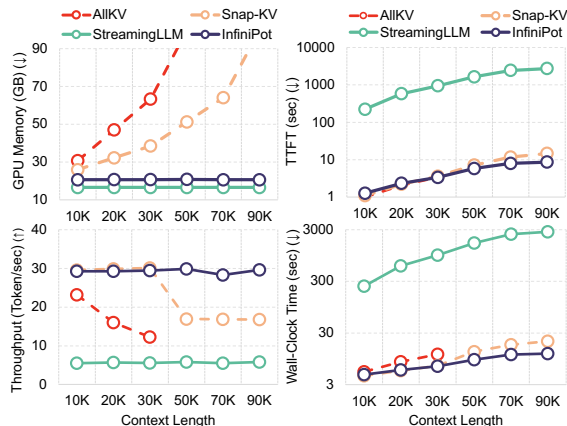 AllKV Snap-KV
StreamingLLM InfiniPot
AllKV Snap-KV
StreamingLLM InfiniPot
GPU Memory (GB) (↓)
90
70
50
30
10
10K 20K 30K 50K 70K 90K
TTFT (sec) (↓)
10000
1000
100
10
1
10K 20K 30K 50K 70K 90K
Throughput (Token/sec) (↑)
40
30
20
10
0
10K 20K 30K 50K 70K 90K
Context Length
Wall-Clock Time (sec) (↓)
3000
300
30
3
10K 20K 30K 50K 70K 90K
Context Length